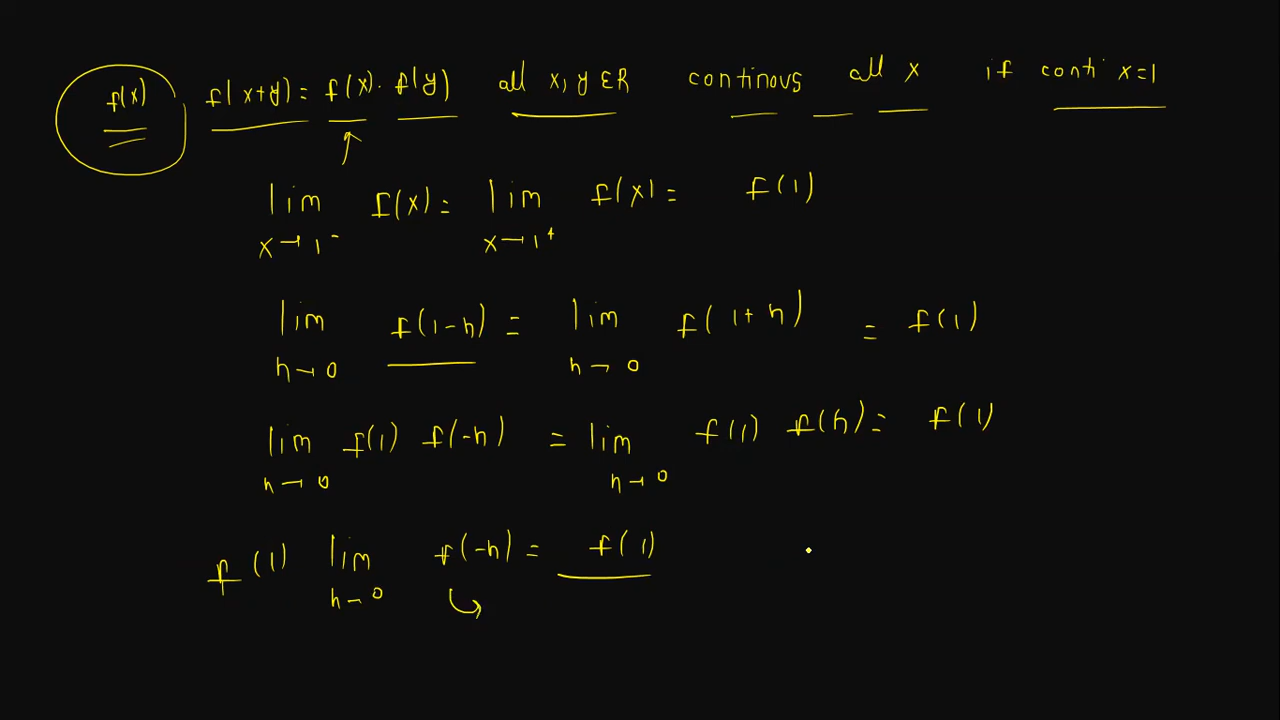 f(x) f(x+y) = f(x) . f(y) all x, y ∈ R continous all x if conti x=1
lim x→1⁻ f(x) = lim x→1⁺ f(x) = f(1)
lim h→0 f(1-h) = lim h→0 f(1+h) = f(1)
lim h→0 f(1) f(-h) = lim h→0 f(1) f(h) = f(1)
f(1) lim h→0 f(-h) = f(1)